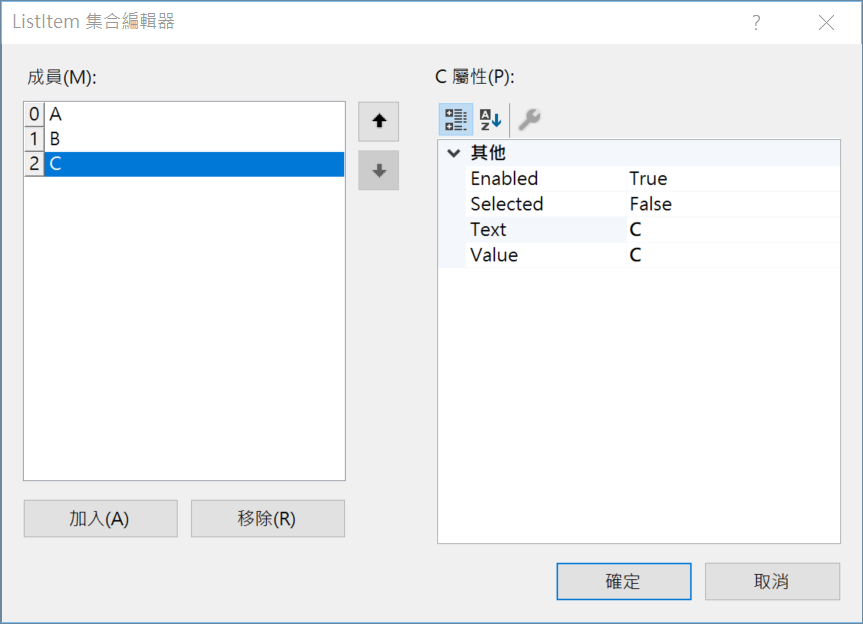 ListItem 集合編輯器
?
成員(M):
0 A
1 B
2 C
加入(A)
移除(R)
C 屬性(P):
A
Z
其他
Enabled True
Selected False
Text C
Value C
確定
取消